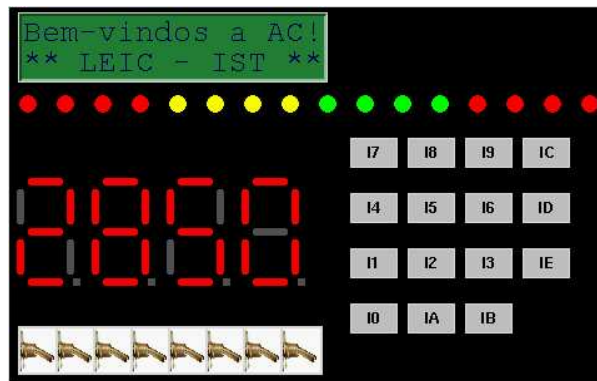 Bem-vindos a AC!
** LEIC - IST **
2850
I7 I8 I9 IC
I4 I5 I6 ID
I1 I2 I3 IE
I0 IA IB